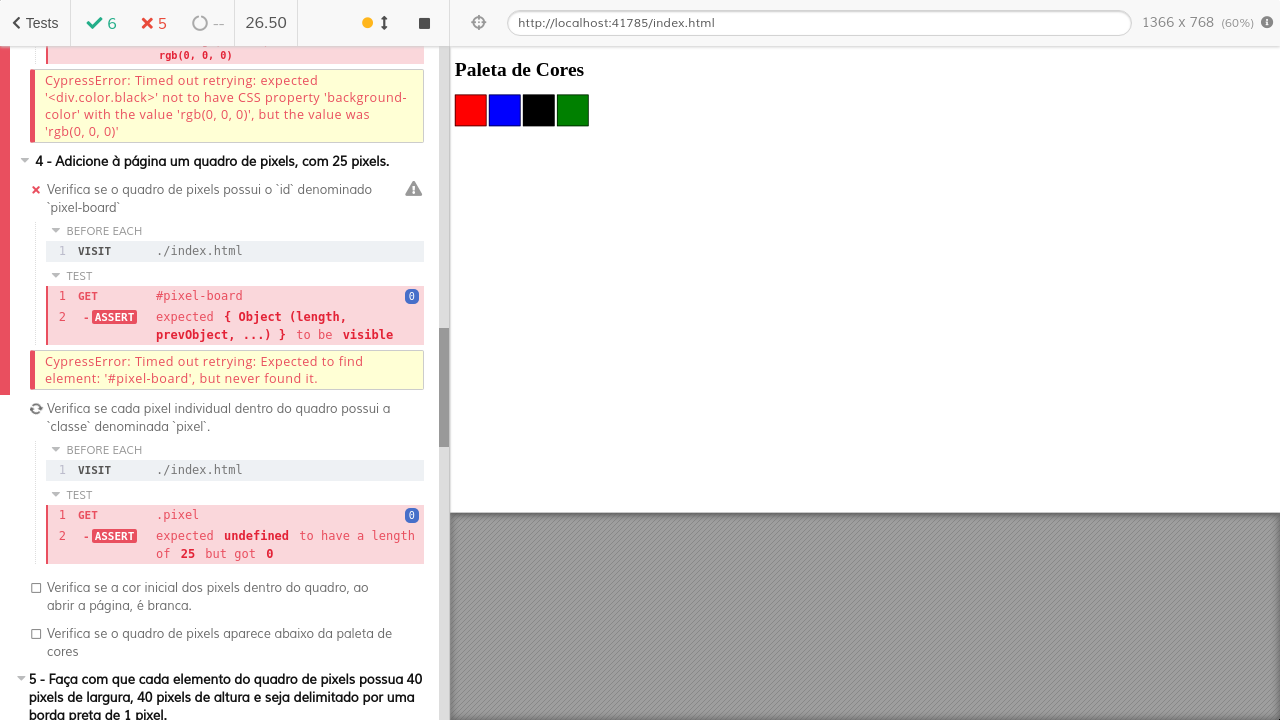 Tests 6 5 -- 26.50 http://localhost:41785/index.html 1366 x 768 (60%)
rgb(0, 0, 0)
CypressError: Timed out retrying: expected
'<div.color.black>' not to have CSS property 'background-
color' with the value 'rgb(0, 0, 0)', but the value was
'rgb(0, 0, 0)'
4 - Adicione à página um quadro de pixels, com 25 pixels.
Verifica se o quadro de pixels possui o `id` denominado
`pixel-board`
BEFORE EACH
1 VISIT ./index.html
TEST
1 GET #pixel-board 0
2 - ASSERT expected { Object (length,
prevObject, ...) } to be visible
CypressError: Timed out retrying: Expected to find
element: '#pixel-board', but never found it.
Verifica se cada pixel individual dentro do quadro possui a
`classe` denominada `pixel`.
BEFORE EACH
1 VISIT ./index.html
TEST
1 GET .pixel 0
2 - ASSERT expected undefined to have a length
of 25 but got 0
Verifica se a cor inicial dos pixels dentro do quadro, ao
abrir a página, é branca.
Verifica se o quadro de pixels aparece abaixo da paleta de
cores
5 - Faça com que cada elemento do quadro de pixels possua 40
pixels de largura, 40 pixels de altura e seja delimitado por uma
borda preta de 1 pixel.
Paleta de Cores